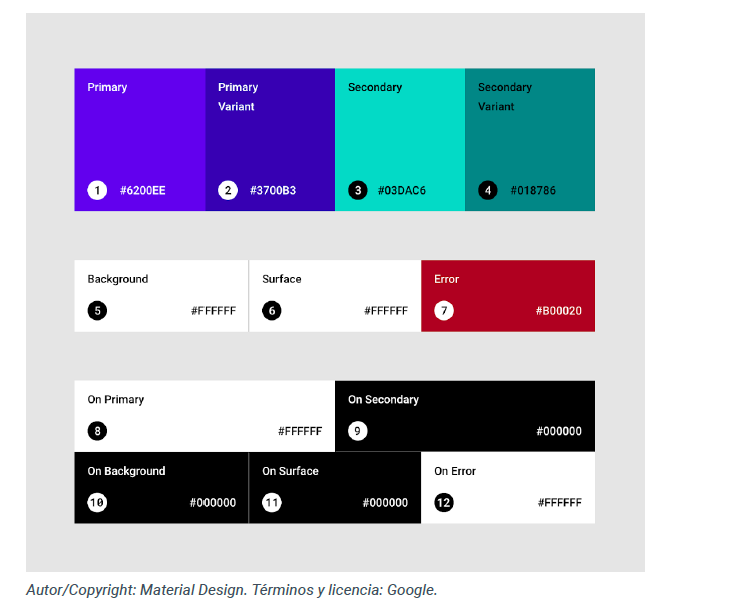 Primary
Primary
Variant
Secondary
Secondary
Variant
1 #6200EE
2 #3700B3
3 #03DAC6
4 #018786
Background
Surface
Error
5 #FFFFFF
6 #FFFFFF
7 #B00020
On Primary
On Secondary
8 #FFFFFF
9 #000000
On Background
On Surface
On Error
10 #000000
11 #000000
12 #FFFFFF
Autor/Copyright: Material Design. Términos y licencia: Google.